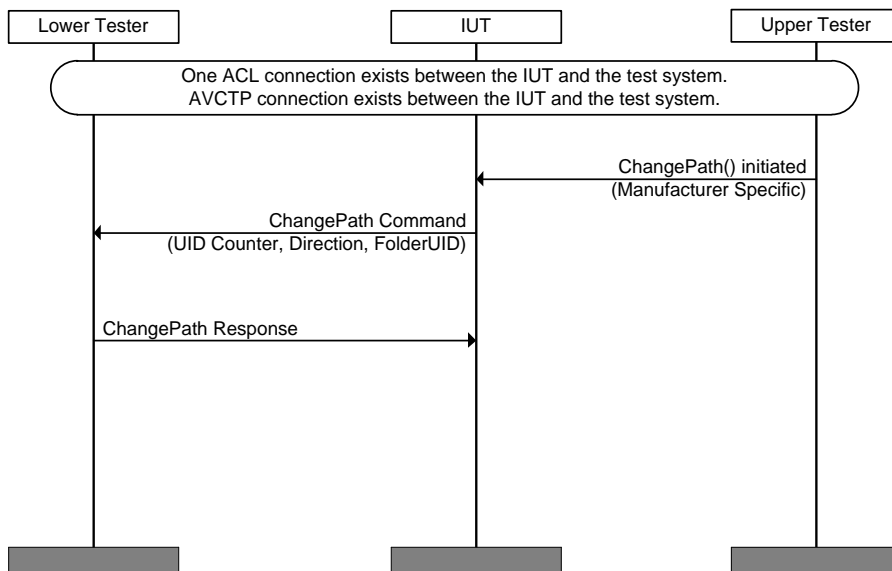 Lower Tester
IUT
Upper Tester
One ACL connection exists between the IUT and the test system.
AVCTP connection exists between the IUT and the test system.
ChangePath() initiated
(Manufacturer Specific)
ChangePath Command
(UID Counter, Direction, FolderUID)
ChangePath Response